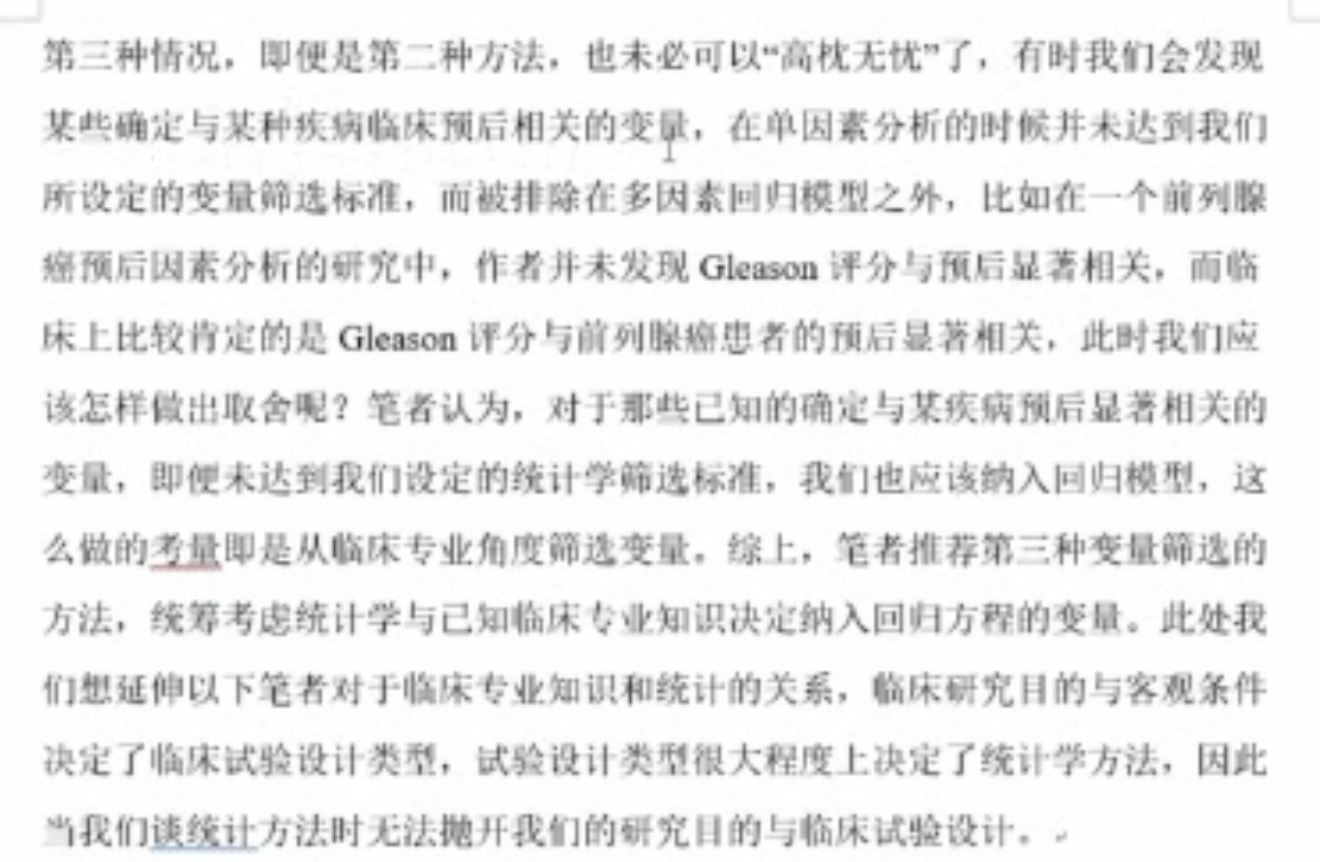 第三种情况，即便是第二种方法，也未必可以“高枕无忧”了，有时我们会发现
某些确定与某种疾病临床预后相关的变量，在单因素分析的时候并未达到我们
所设定的变量筛选标准，而被排除在多因素回归模型之外，比如在一个前列腺
癌预后因素分析的研究中，作者并未发现 Gleason 评分与预后显著相关，而临
床上比较肯定的是 Gleason 评分与前列腺癌患者的预后显著相关，此时我们应
该怎样做出取舍呢？笔者认为，对于那些已知的确定与某疾病预后显著相关的
变量，即便未达到我们设定的统计学筛选标准，我们也应该纳入回归模型，这
么做的考量即是从临床专业角度筛选变量。综上，笔者推荐第三种变量筛选的
方法，统筹考虑统计学与已知临床专业知识决定纳入回归方程的变量。此处我
们想延伸以下笔者对于临床专业知识和统计的关系，临床研究目的与客观条件
决定了临床试验设计类型，试验设计类型很大程度上决定了统计学方法，因此
当我们谈统计方法时无法抛开我们的研究目的与临床试验设计。